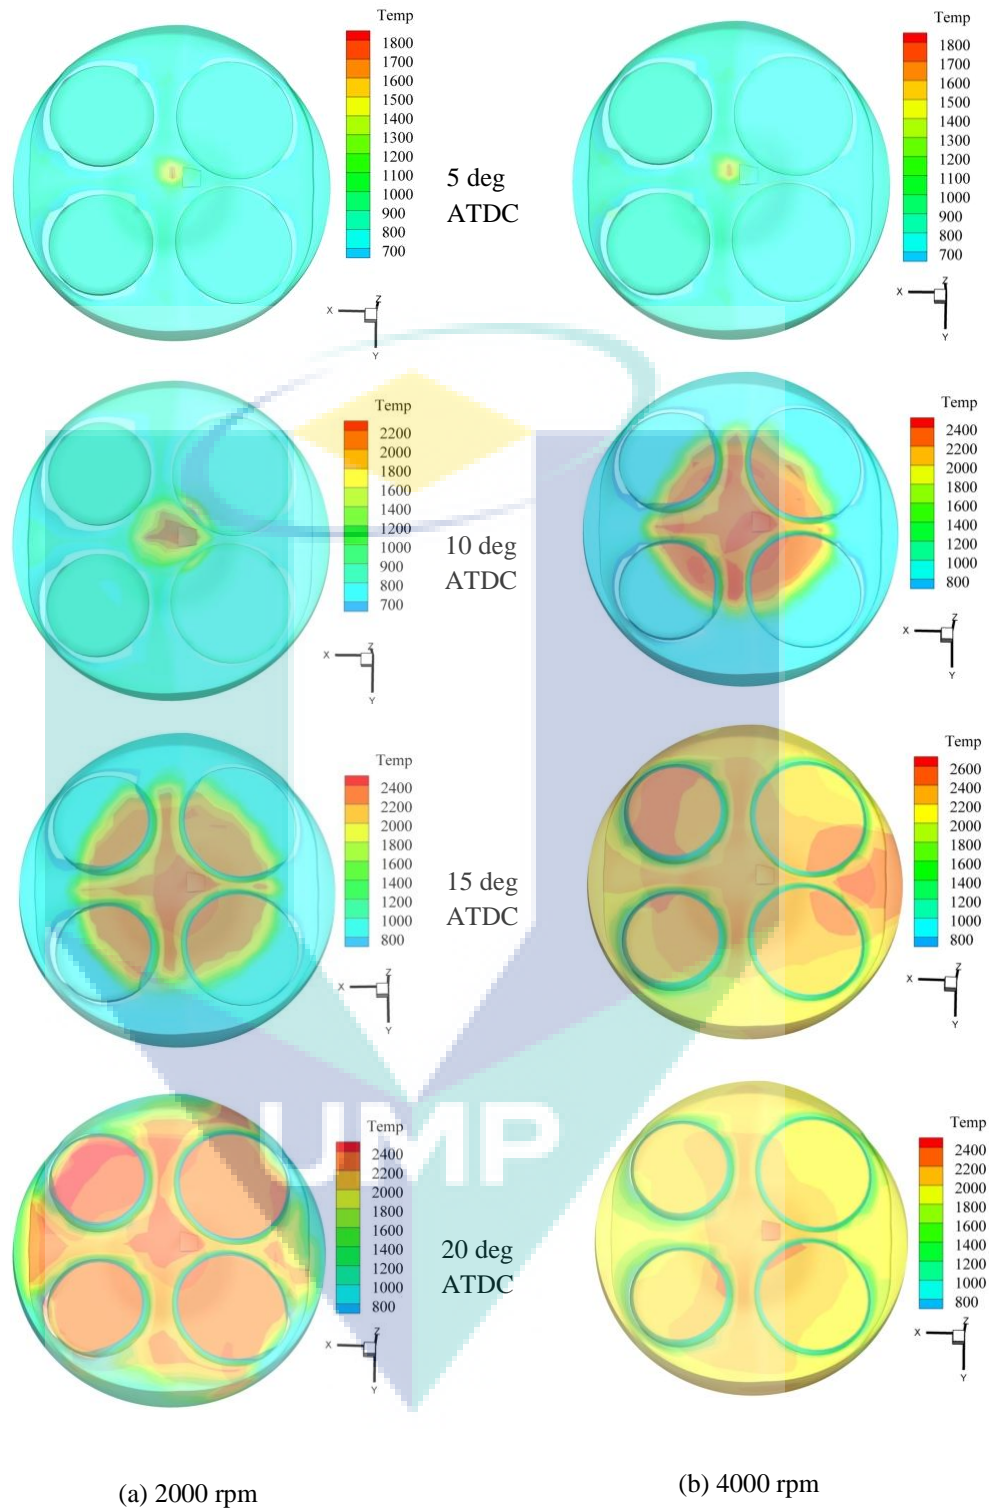 Temp
1800
1700
1600
1500
1400
1300
1200
1100
1000
900
800
700
X
Z
Y
5 deg
ATDC
Temp
1800
1700
1600
1500
1400
1300
1200
1100
1000
900
800
700
X
Z
Y
Temp
2200
2000
1800
1600
1400
1200
1000
900
800
700
X
Z
Y
10 deg
ATDC
Temp
2400
2200
2000
1800
1600
1400
1200
1000
800
X
Z
Y
Temp
2400
2200
2000
1800
1600
1400
1200
1000
800
X
Z
Y
15 deg
ATDC
Temp
2600
2400
2200
2000
1800
1600
1400
1200
1000
800
X
Z
Y
UMP
Temp
2400
2200
2000
1800
1600
1400
1200
1000
800
X
Z
Y
20 deg
ATDC
Temp
2400
2200
2000
1800
1600
1400
1200
1000
800
X
Z
Y
(a) 2000 rpm
(b) 4000 rpm